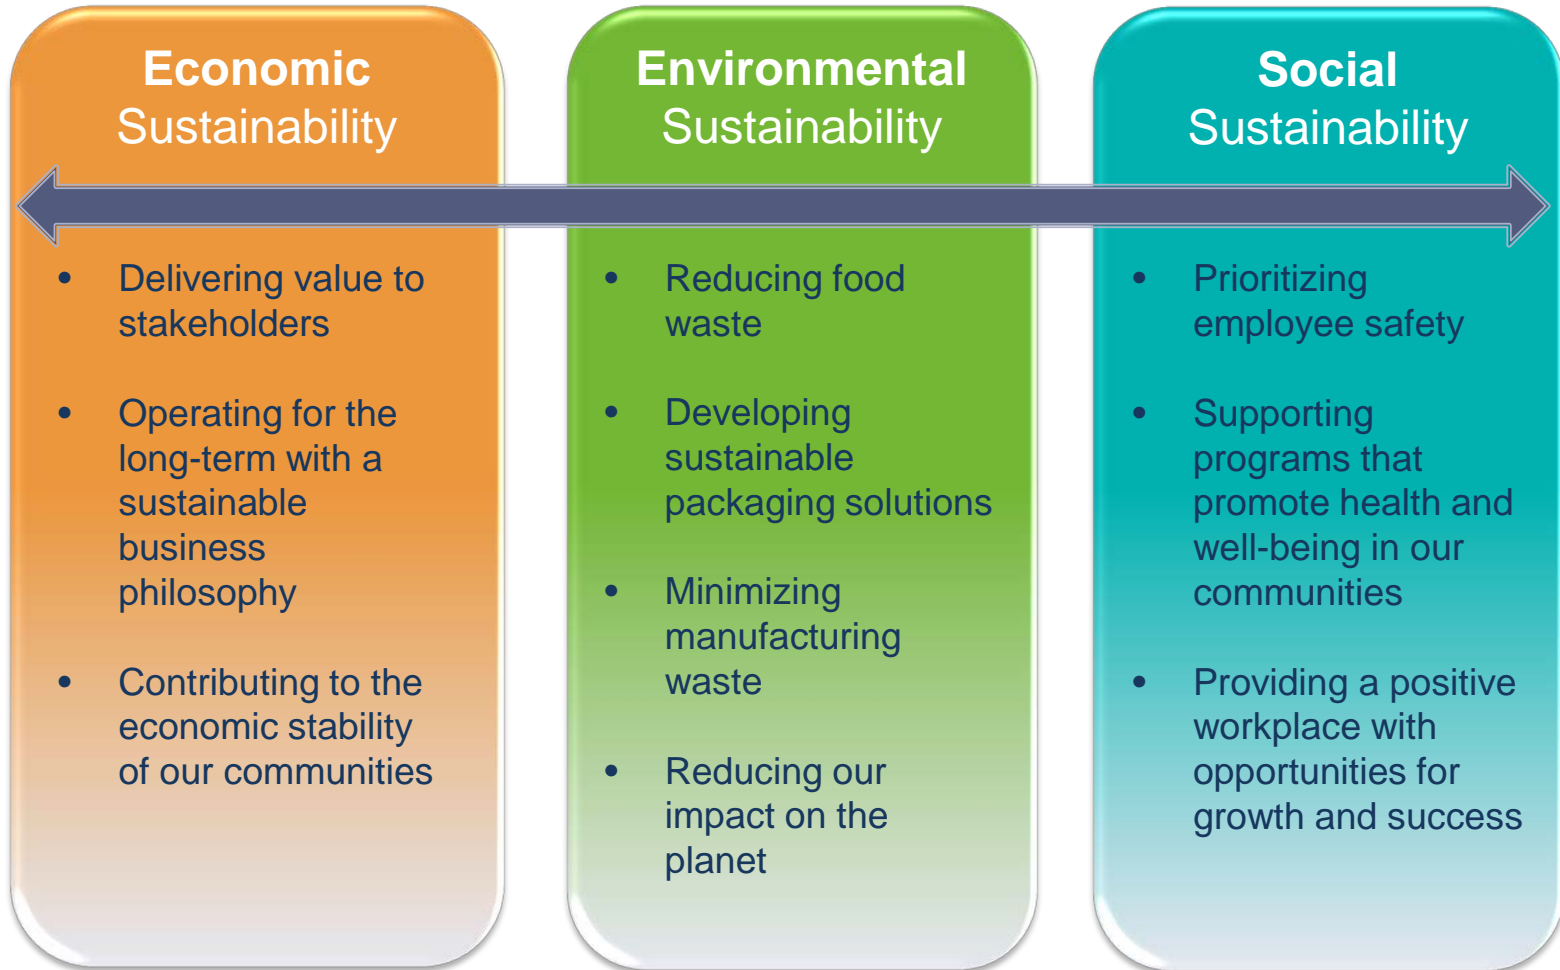 Economic
Sustainability
• Delivering value to
stakeholders
• Operating for the
long-term with a
sustainable
business
philosophy
• Contributing to the
economic stability
of our communities
Environmental
Sustainability
• Reducing food
waste
• Developing
sustainable
packaging solutions
• Minimizing
manufacturing
waste
• Reducing our
impact on the
planet
Social
Sustainability
• Prioritizing
employee safety
• Supporting
programs that
promote health and
well-being in our
communities
• Providing a positive
workplace with
opportunities for
growth and success